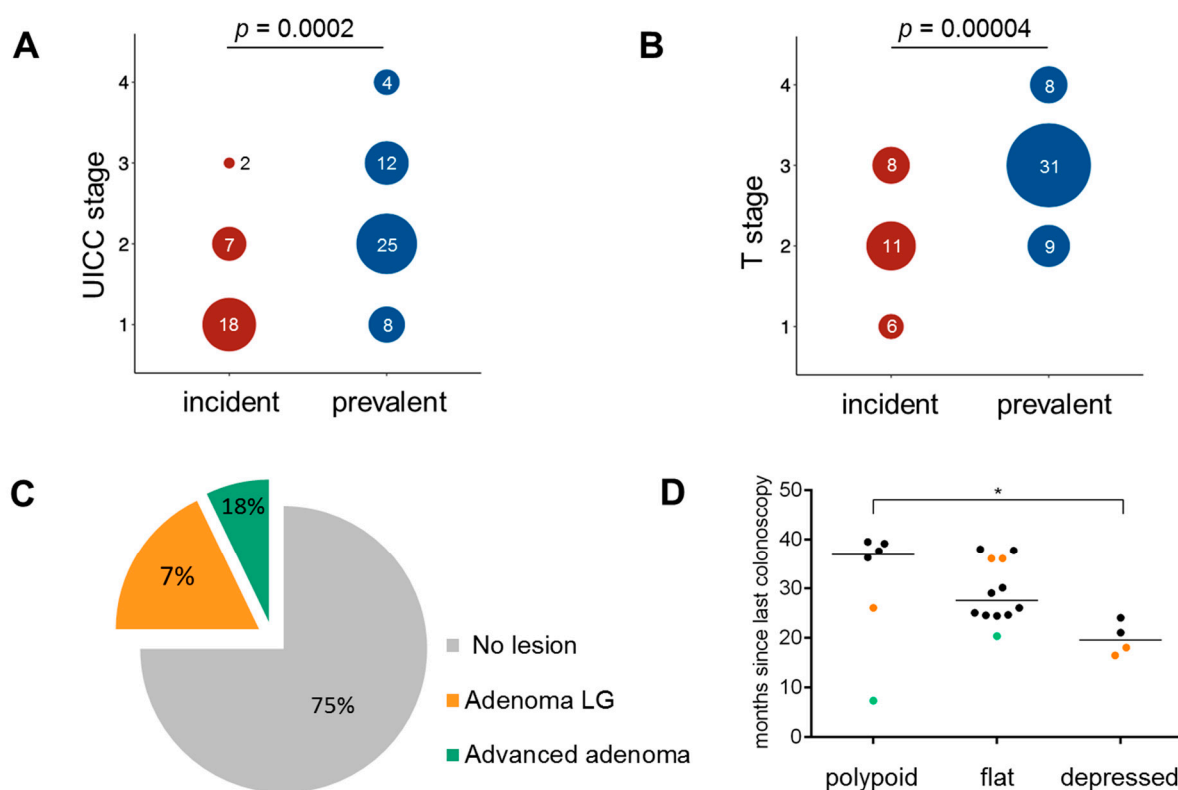 A
p = 0.0002
UICC stage
4
3
2
1
4
2
12
7
25
18
8
incident
prevalent
B
p = 0.00004
T stage
4
3
2
1
8
8
31
11
9
6
incident
prevalent
C
18%
7%
75%
No lesion
Adenoma LG
Advanced adenoma
D
months since last colonoscopy
50
40
30
20
10
0
*
polypoid
flat
depressed